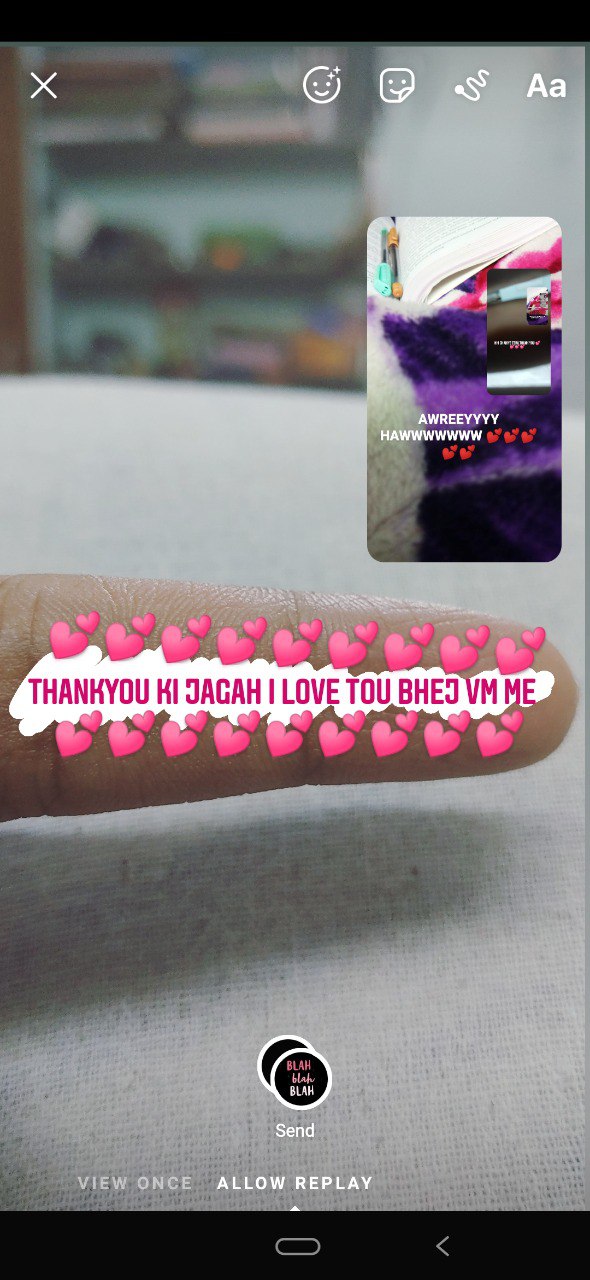 Aa
AWREEYYYY
HAWWWWWWW 💕💕💕
💕💕
💕💕💕💕💕💕💕💕💕
THANKYOU KI JAGAH I LOVE TOU BHEJ VM ME
💕💕💕💕💕💕💕💕💕
BLAH
blah
BLAH
Send
VIEW ONCE ALLOW REPLAY